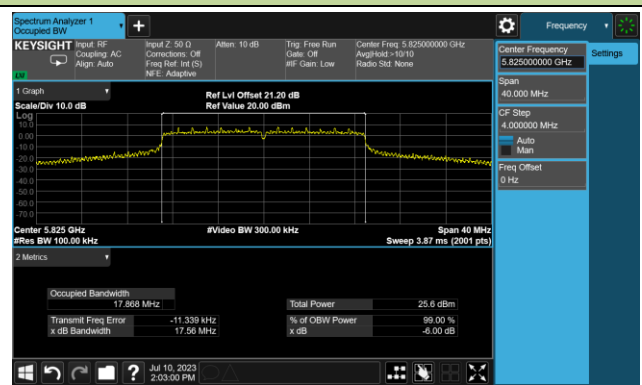 Spectrum Analyzer 1
Occupied BW
Frequency
KEYSIGHT
Input: RF
Coupling: AC
Align: Auto
Input Z: 50 Ω
Corrections: Off
Freq Ref: Int (S)
NFE: Adaptive
Atten: 10 dB
Trig: Free Run
Gate: Off
#IF Gain: Low
Center Freq: 5.825000000 GHz
Avg|Hold:>10/10
Radio Std: None
LV
Center Frequency
5.825000000 GHz
Settings
Span
40.000 MHz
CF Step
4.000000 MHz
Auto
Man
Freq Offset
0 Hz
1 Graph
Scale/Div 10.0 dB
Ref Lvl Offset 21.20 dB
Ref Value 20.00 dBm
Log
10.0
0.00
-10.0
-20.0
-30.0
-40.0
-50.0
-60.0
-70.0
Center 5.825 GHz
#Res BW 100.00 kHz
#Video BW 300.00 kHz
Span 40 MHz
Sweep 3.87 ms (2001 pts)
2 Metrics
Occupied Bandwidth
17.868 MHz
Total Power 25.6 dBm
Transmit Freq Error -11.339 kHz
% of OBW Power 99.00 %
x dB Bandwidth 17.56 MHz
x dB -6.00 dB
Jul 10, 2023
2:03:00 PM